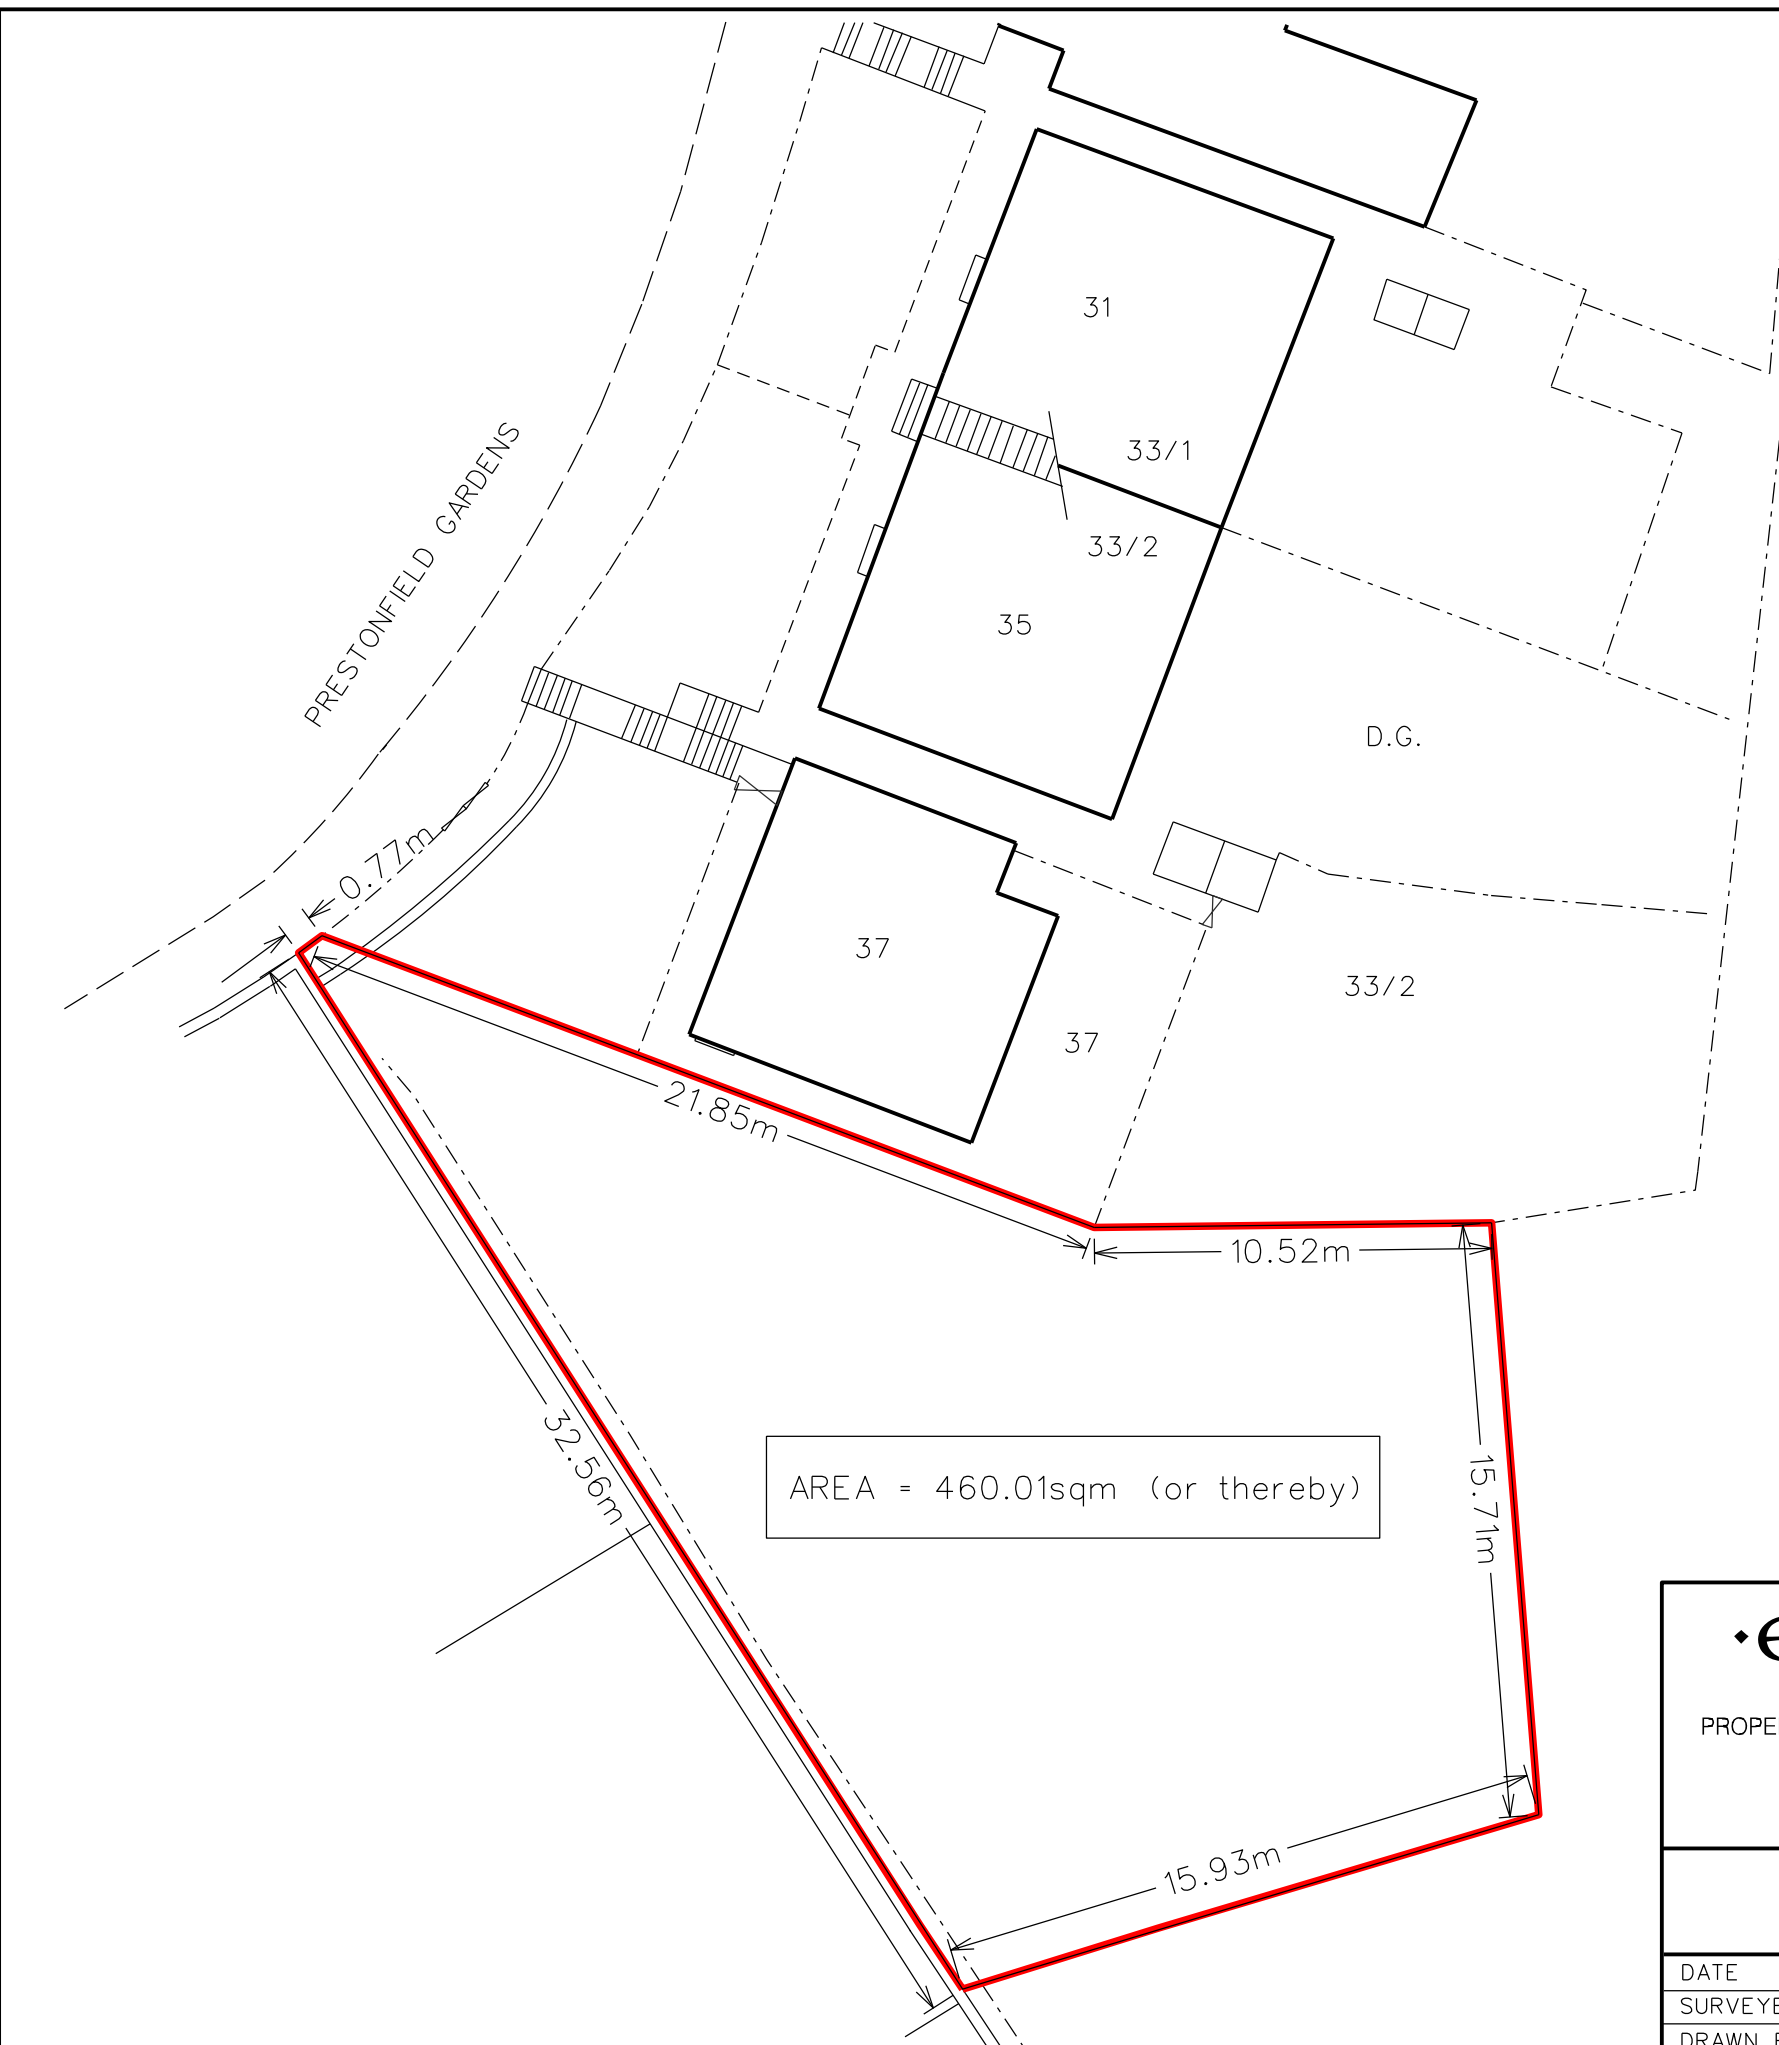 PRESTONFIELD GARDENS
31
33/1
33/2
35
D.G.
0.77m
37
33/2
37
21.85m
10.52m
32.56m
AREA = 460.01sqm (or thereby)
15.71m
15.93m
DATE